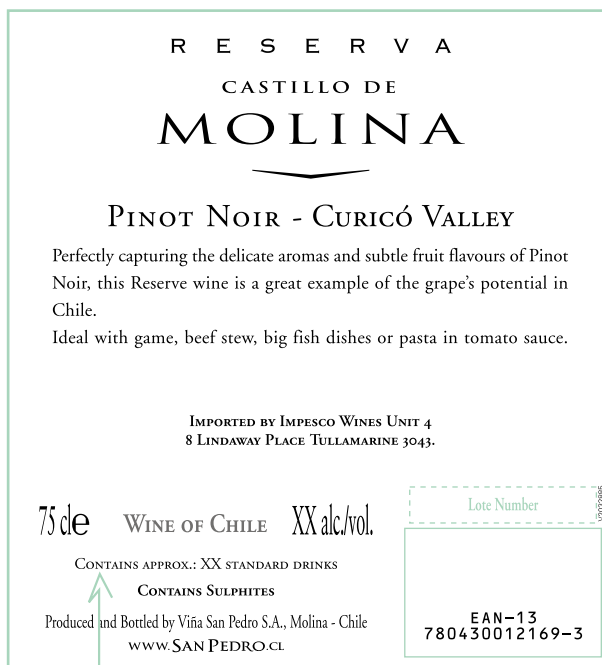 RESERVA
CASTILLO DE
MOLINA
PINOT NOIR - CURICÓ VALLEY
Perfectly capturing the delicate aromas and subtle fruit flavours of Pinot
Noir, this Reserve wine is a great example of the grape's potential in
Chile.
Ideal with game, beef stew, big fish dishes or pasta in tomato sauce.
IMPORTED BY IMPESCO WINES UNIT 4
8 LINDAWAY PLACE TULLAMARINE 3043.
75 cl℮ WINE OF CHILE XX alc./vol.
Lote Number
CONTAINS APPROX.: XX STANDARD DRINKS
CONTAINS SULPHITES
Produced and Bottled by Viña San Pedro S.A., Molina - Chile
WWW.SAN PEDRO.CL
EAN-13
780430012169-3